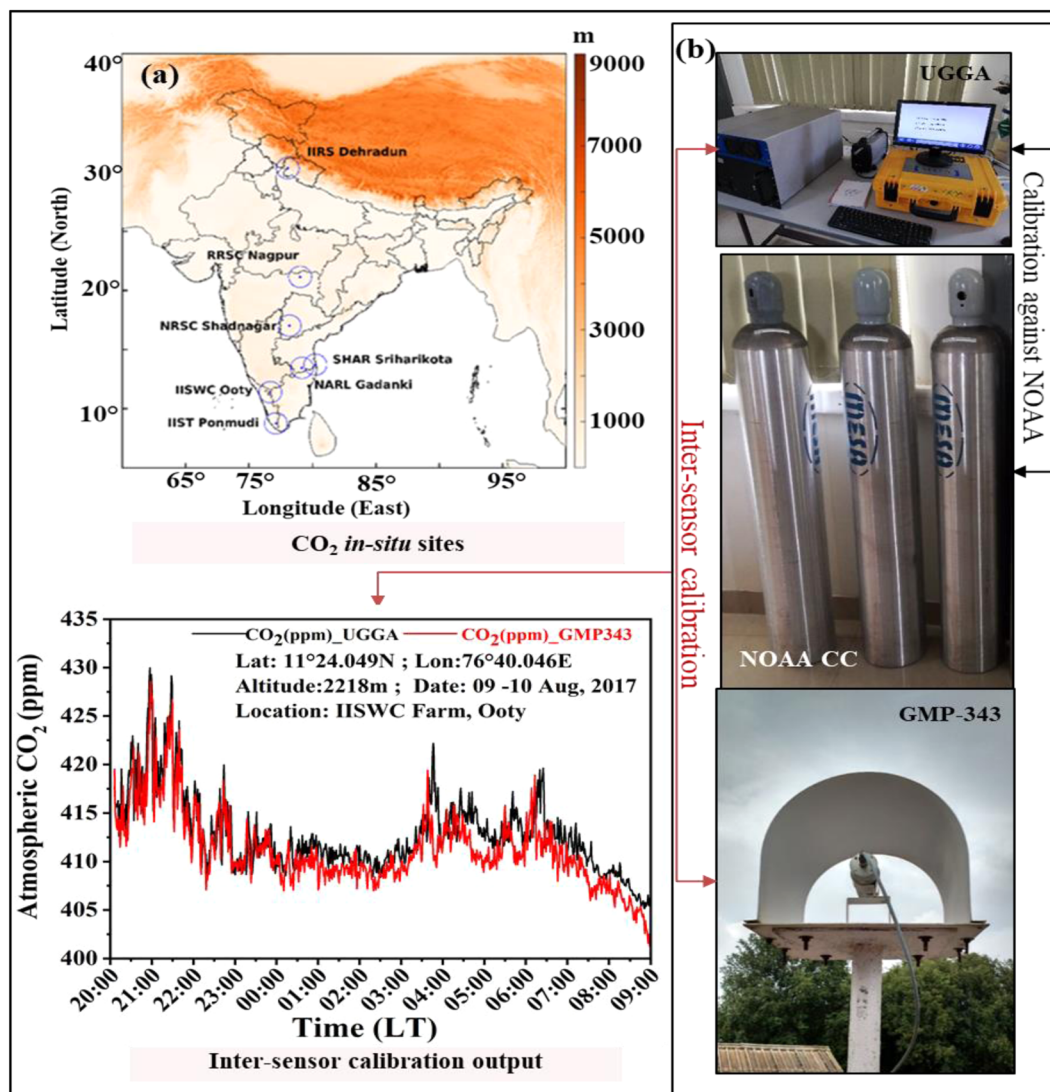 (a)
m
40°
30°
20°
10°
Latitude (North)
65°
75°
85°
95°
Longitude (East)
9000
7000
5000
3000
1000
IIRS Dehradun
RRSC Nagpur
NRSC Shadnagar
SHAR Sriharikota
NARL Gadanki
IISWC Ooty
IIST Ponmudi
CO₂ in-situ sites
(b)
UGGA
Calibration against NOAA
Inter-sensor calibration
MESA
MESA
MESA
NOAA CC
GMP-343
435
430
425
420
415
410
405
400
Atmospheric CO₂ (ppm)
CO₂(ppm)_UGGA
CO₂(ppm)_GMP343
Lat: 11°24.049N ; Lon:76°40.046E
Altitude:2218m ; Date: 09 -10 Aug, 2017
Location: IISWC Farm, Ooty
20:00
21:00
22:00
23:00
00:00
01:00
02:00
03:00
04:00
05:00
06:00
07:00
08:00
09:00
Time (LT)
Inter-sensor calibration output